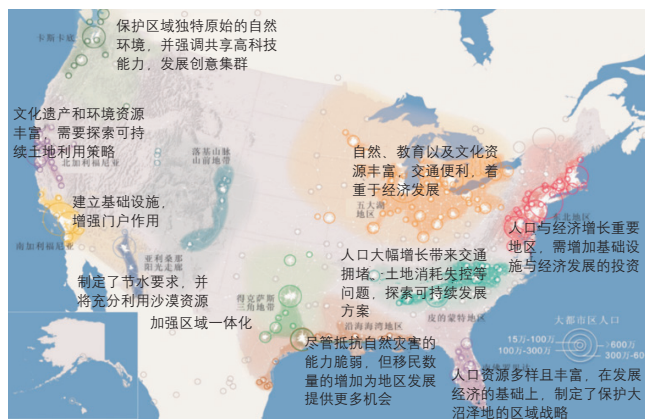 保护区域独特原始的自然
环境，并强调共享高科技
能力，发展创意集群
卡斯卡底
文化遗产和环境资源
丰富，需要探索可持
续土地利用策略
北加利福尼亚
落基山脉
山前地带
自然、教育以及文化资
源丰富，交通便利，着
重于经济发展
五大湖
地区
东北地区
建立基础设施，
增强门户作用
南加利福尼亚
人口与经济增长重要
地区，需增加基础设
施与经济发展的投资
亚利桑那
阳光走廊
制定了节水要求，并
将充分利用沙漠资源
人口大幅增长带来交通
拥堵、土地消耗失控等
问题，探索可持续发展
方案
得克萨斯
三角地带
加强区域一体化
皮的蒙特地区
沿海海湾地区
大都市区人口
15万-100万
100万-300万
≥600万
300万-60
尽管抵抗自然灾害的
能力脆弱，但移民数
量的增加为地区发展
提供更多机会
人口资源多样且丰富，在发
展经济的基础上，制定了保护大
沼泽地的区域战略